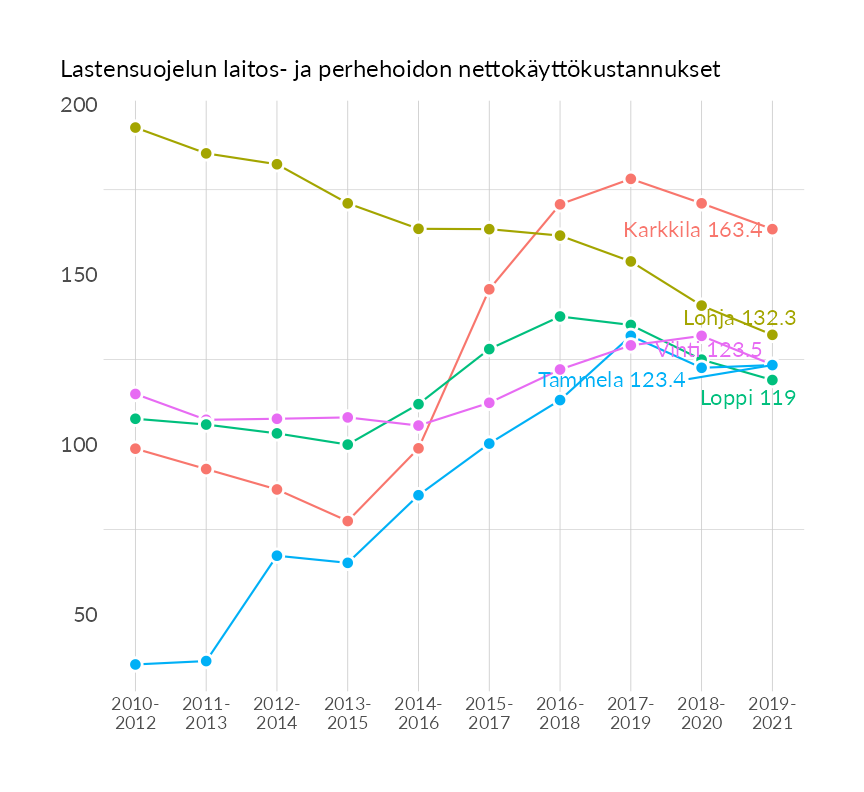 Lastensuojelun laitos- ja perhehoidon nettokäyttökustannukset
200
Karkkila 163.4
150
Lohja 132.3
Vihti 123.5
Tammela 123.4
Loppi 119
100
50
2010- 2011- 2012- 2013- 2014- 2015- 2016- 2017- 2018- 2019-
2012 2013 2014 2015 2016 2017 2018 2019 2020 2021